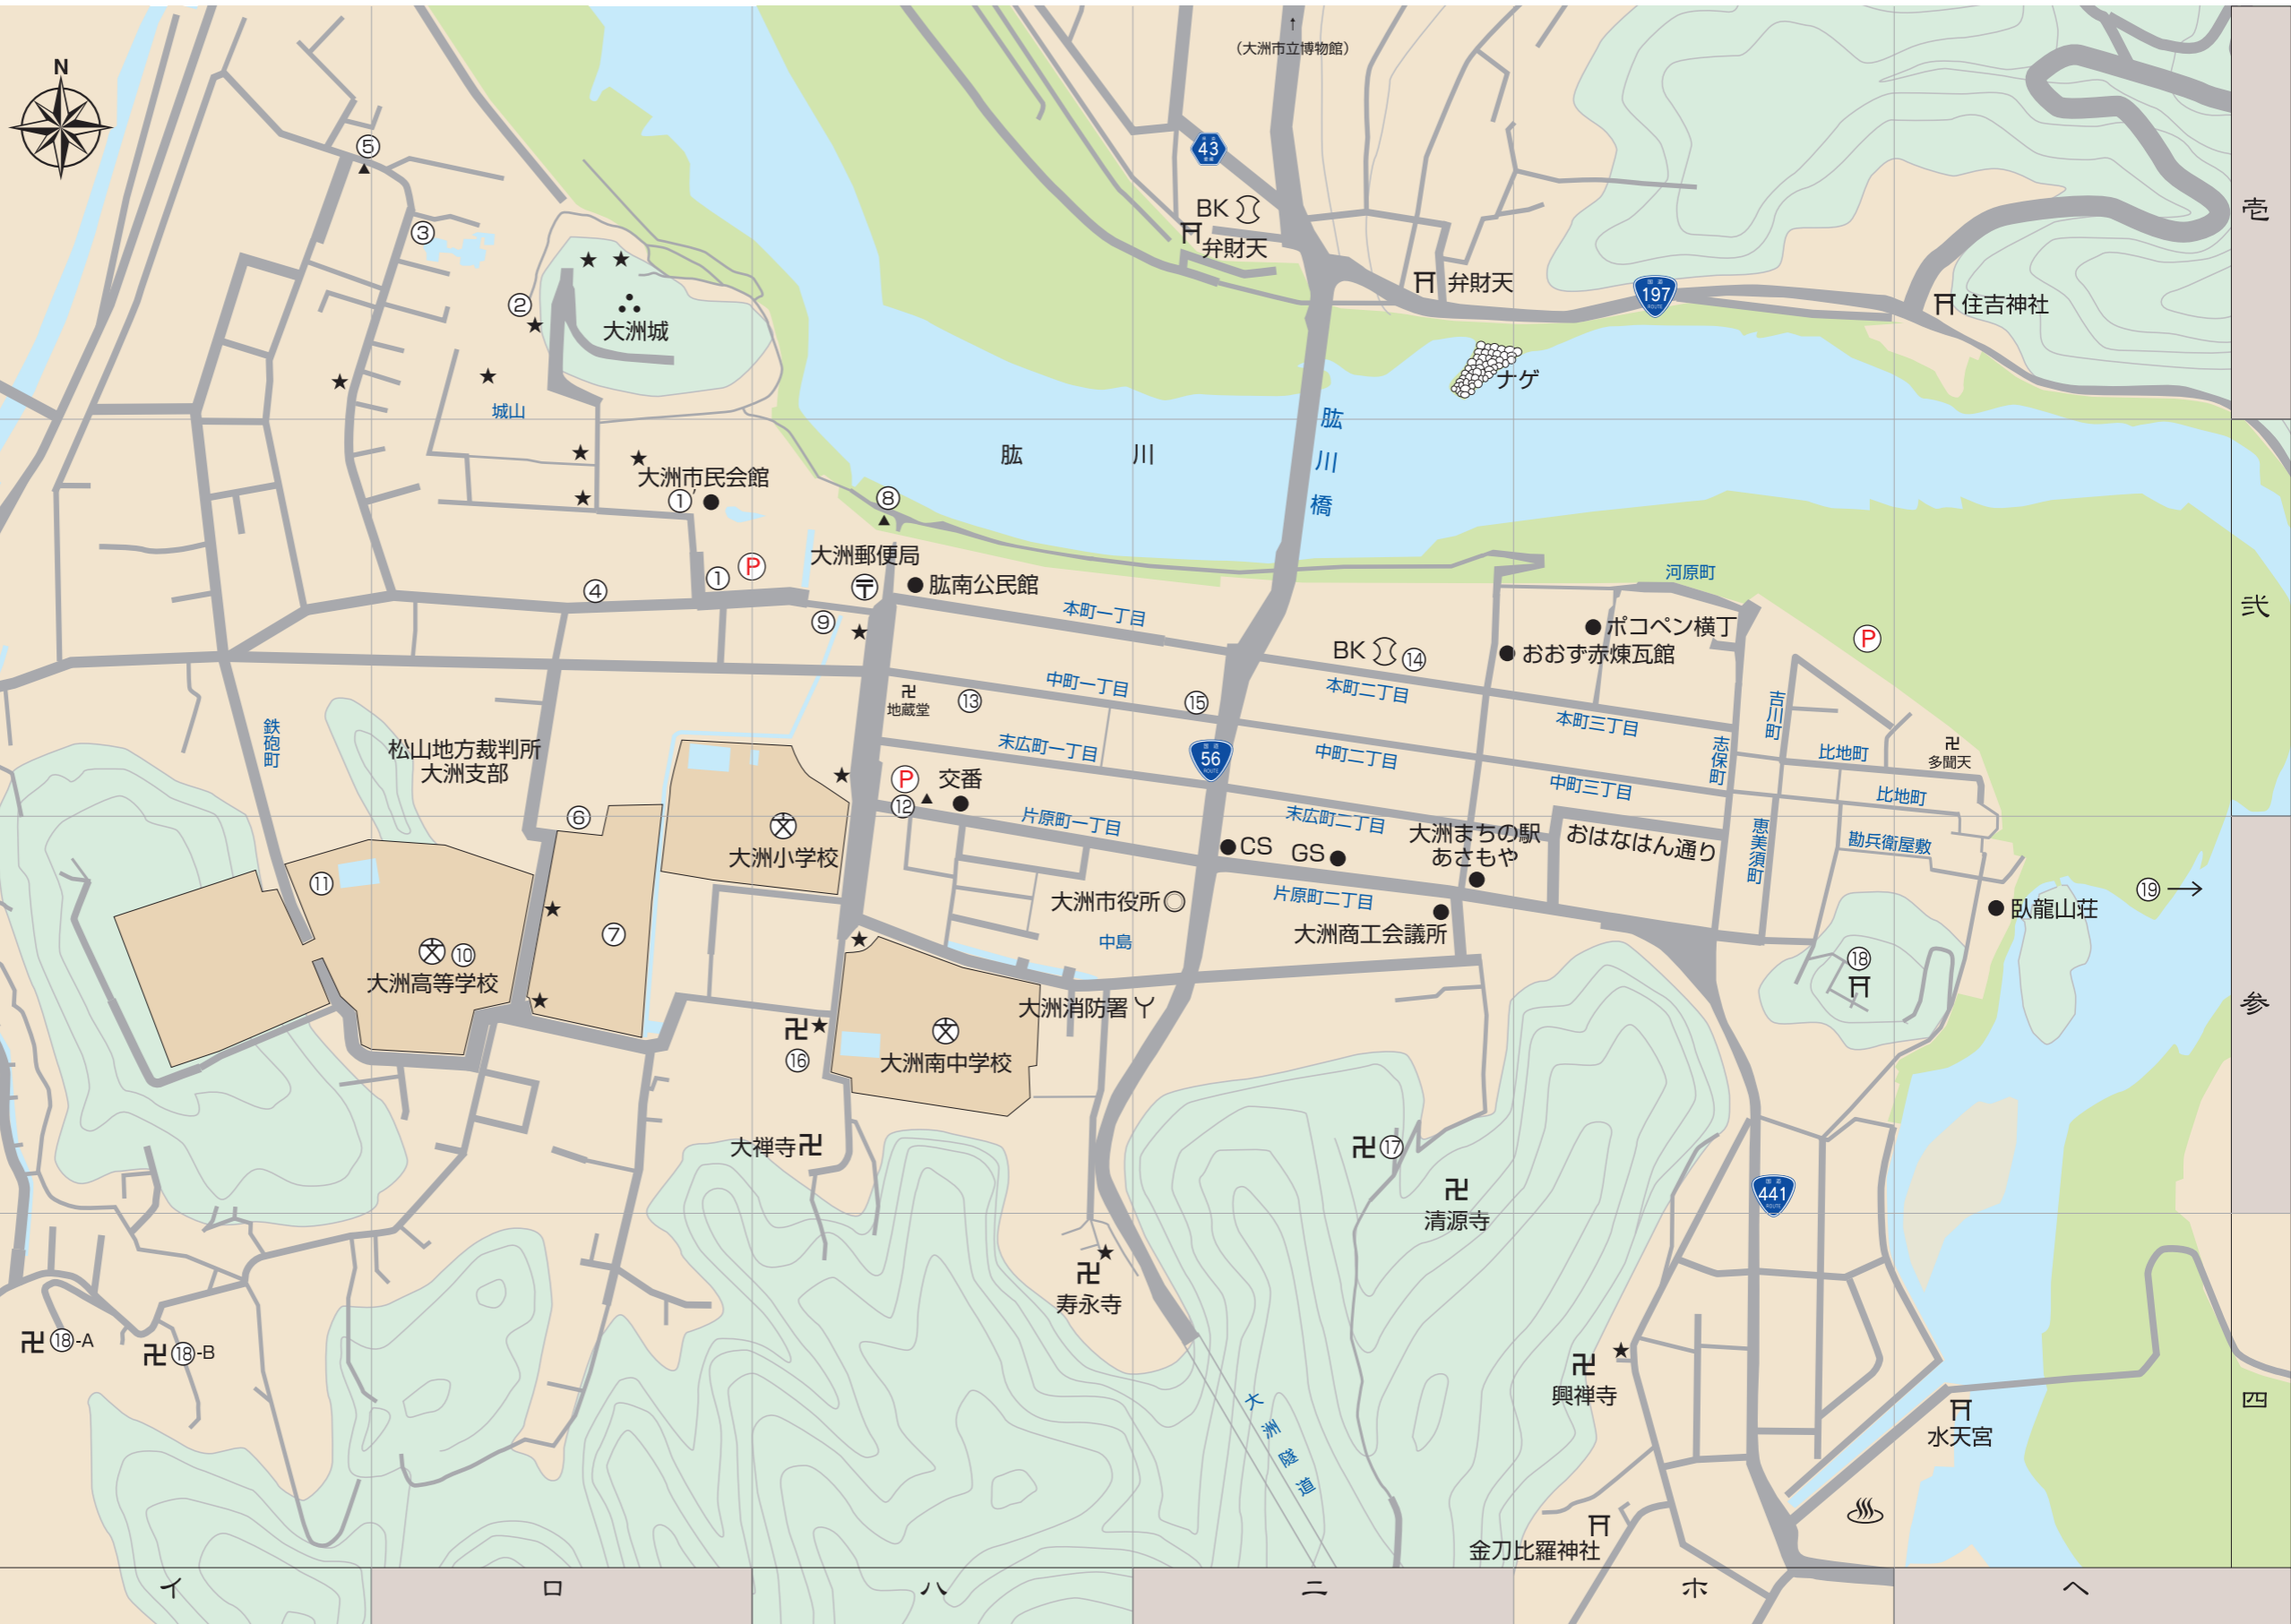 ↑
（大洲市立博物館）
N
⑤
43
壱
③
BK
弁財天
弁財天
197
ROUTE
住吉神社
②
大洲城
ナゲ
城山
肱川橋
肱川
大洲市民会館
①’
⑧
大洲郵便局
肱南公民館
河原町
P
①
④
⑨
本町一丁目
弐
ポコペン横丁
P
BK
⑭
おおず赤煉瓦館
中町一丁目
本町二丁目
地蔵堂
⑬
⑮
吉川町
本町三丁目
鉄砲町
松山地方裁判所
大洲支部
末広町一丁目
中町二丁目
志保町
比地町
多聞天
56
ROUTE
P
交番
中町三丁目
比地町
⑫
⑥
片原町一丁目
末広町二丁目
大洲まちの駅
あさもや
おはなはん通り
恵美須町
勘兵衛屋敷
文
大洲小学校
CS
GS
⑪
⑲→
大洲市役所
片原町二丁目
臥龍山荘
⑦
大洲商工会議所
中島
文
⑩
大洲高等学校
⑱
大洲消防署
参
文
大洲南中学校
⑯
大禅寺
⑰
441
ROUTE
清源寺
寿永寺
⑱-A
⑱-B
興禅寺
大洲隧道
四
水天宮
金刀比羅神社
イ
ロ
ハ
ニ
ホ
ヘ